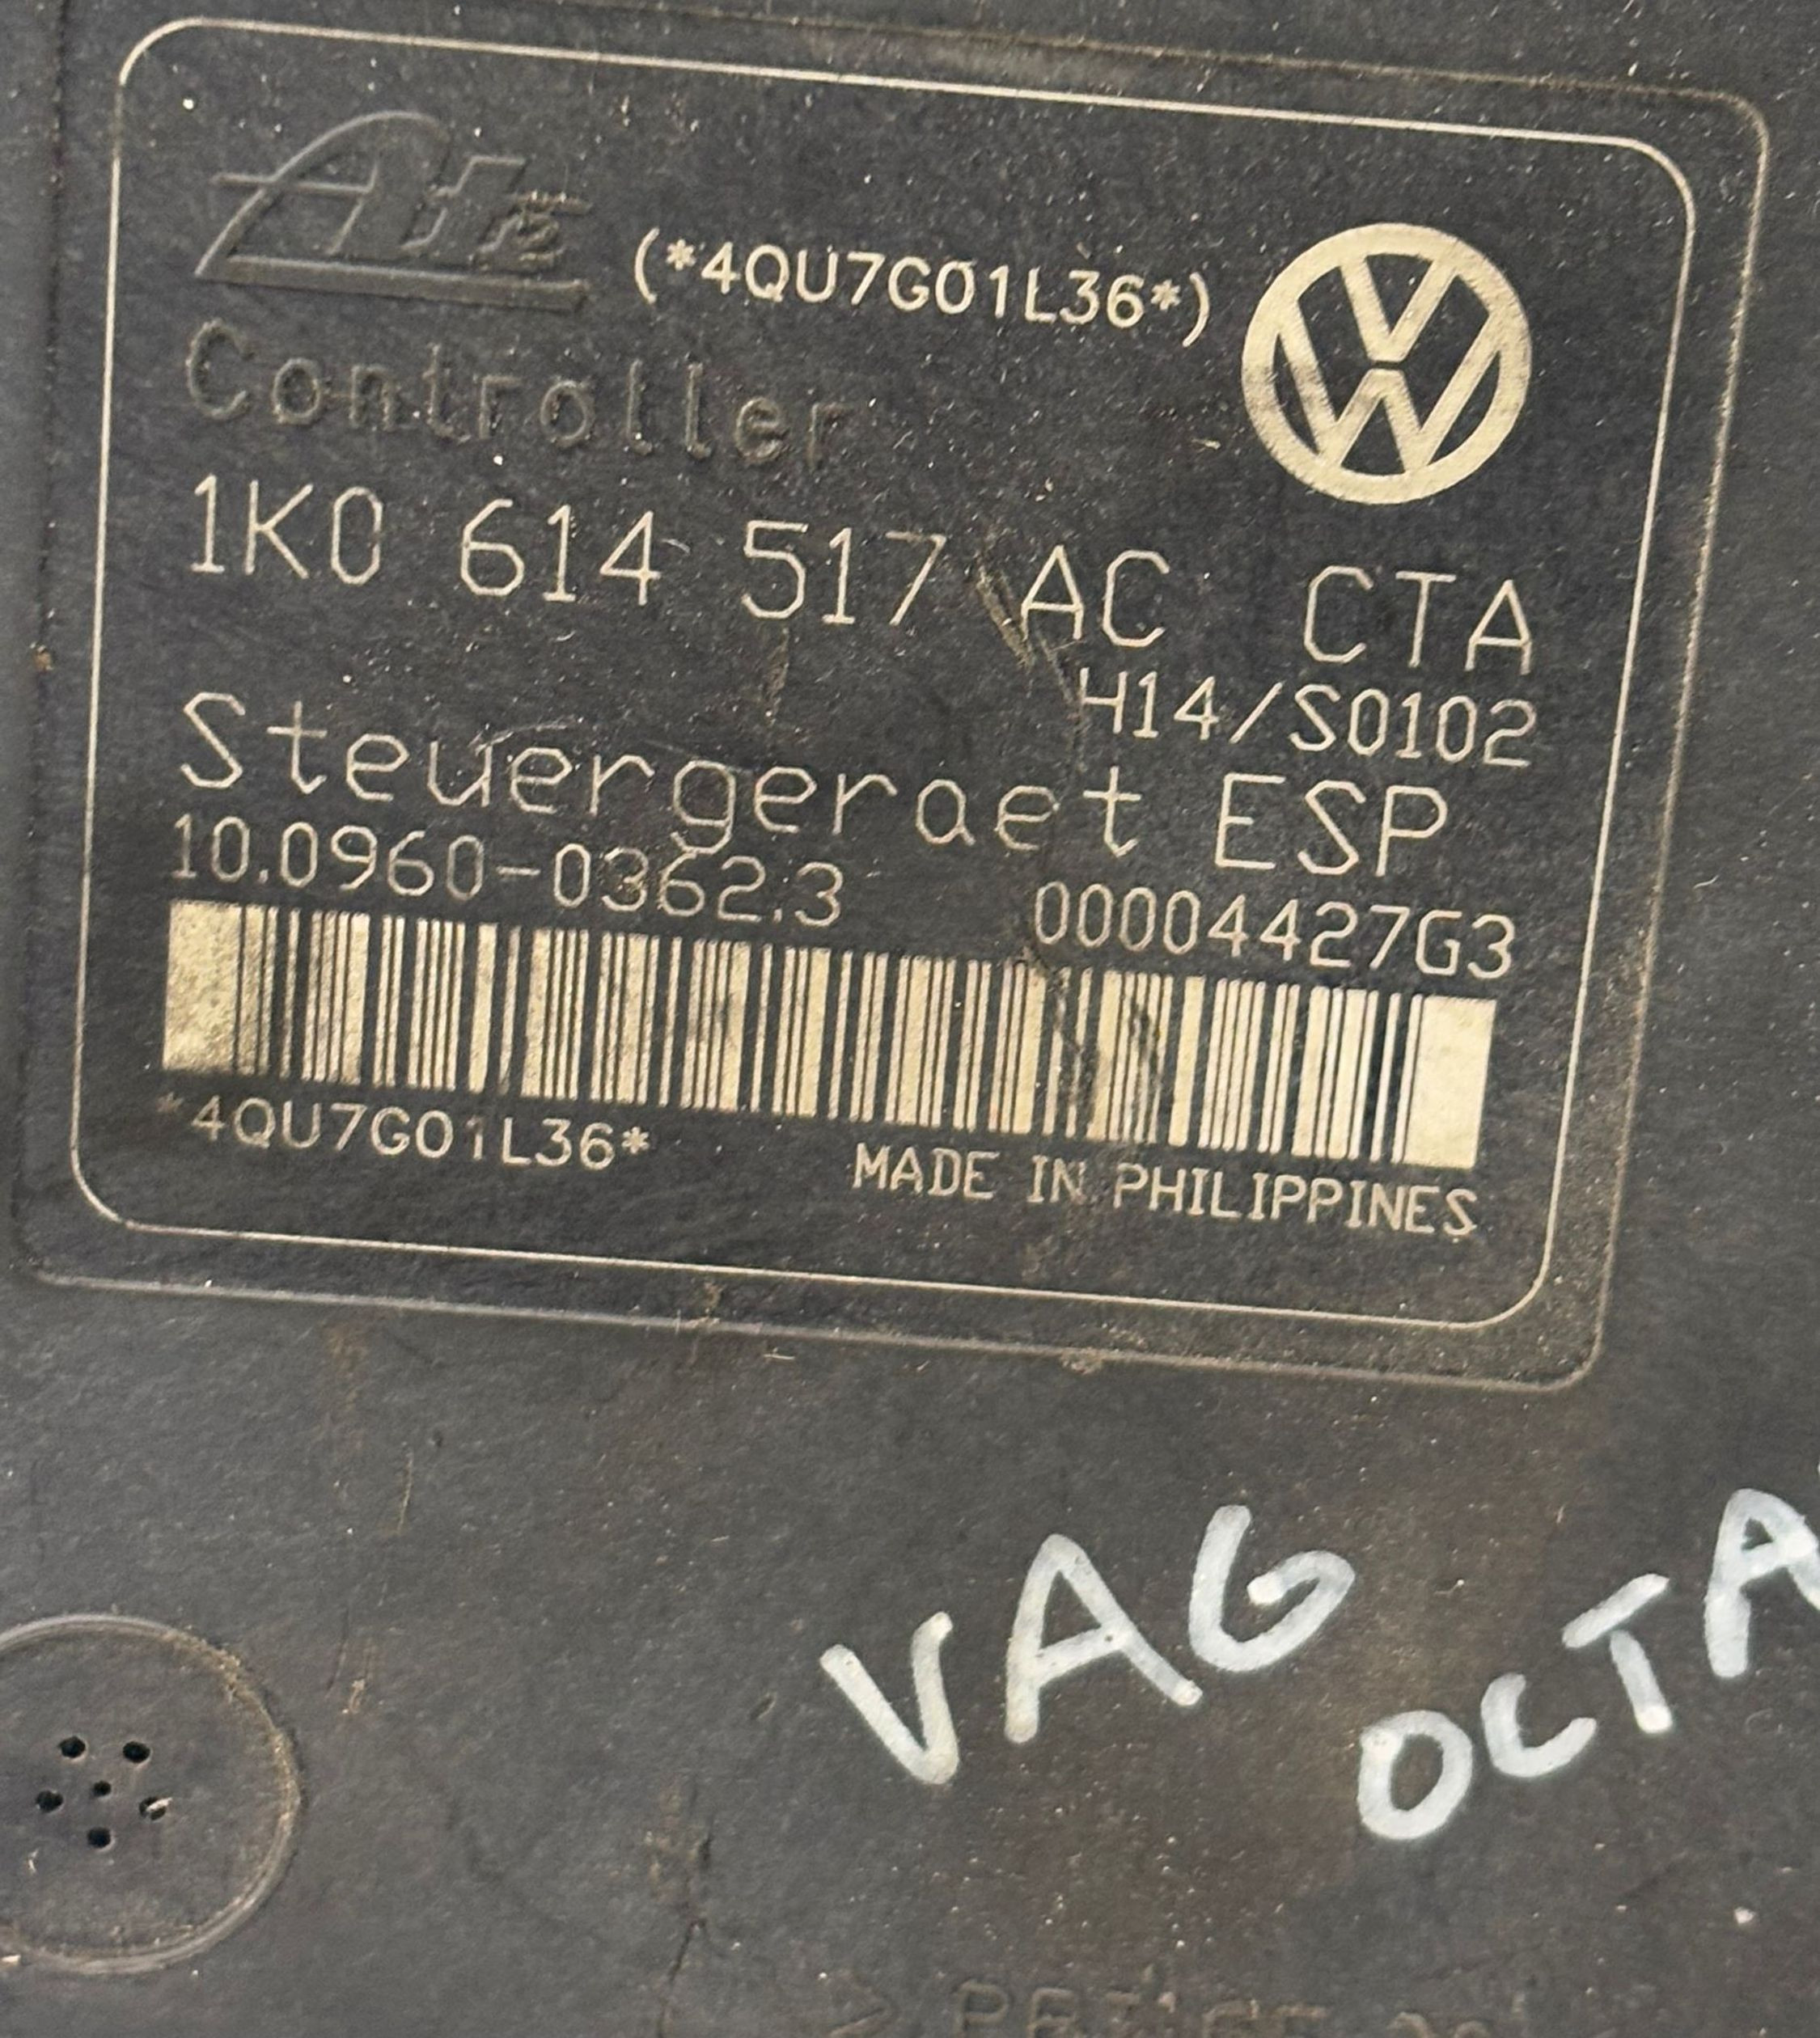 Ate
(*4QU7G01L36*)
Controller
1K0 614 517 AC CTA
H14/S0102
Steuergeraet ESP
10.0960-0362.3 00004427G3
*4QU7G01L36*
MADE IN PHILIPPINES
VAG
OCTA